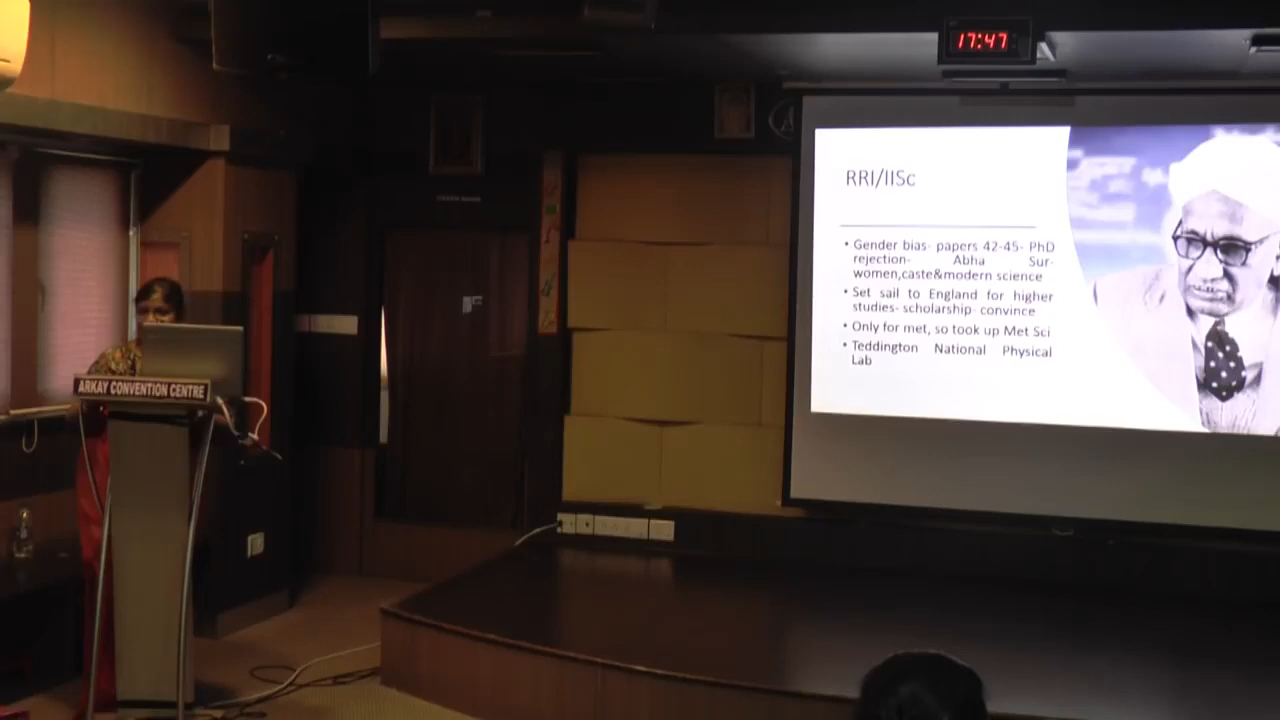 17:47
RRI/IISc
• Gender bias- papers 42-45- PhD
rejection- Abha Sur-
women,caste&modern science
• Set sail to England for higher
studies- scholarship- convince
• Only for met, so took up Met Sci
• Teddington National Physical
Lab
ARKAY CONVENTION CENTRE